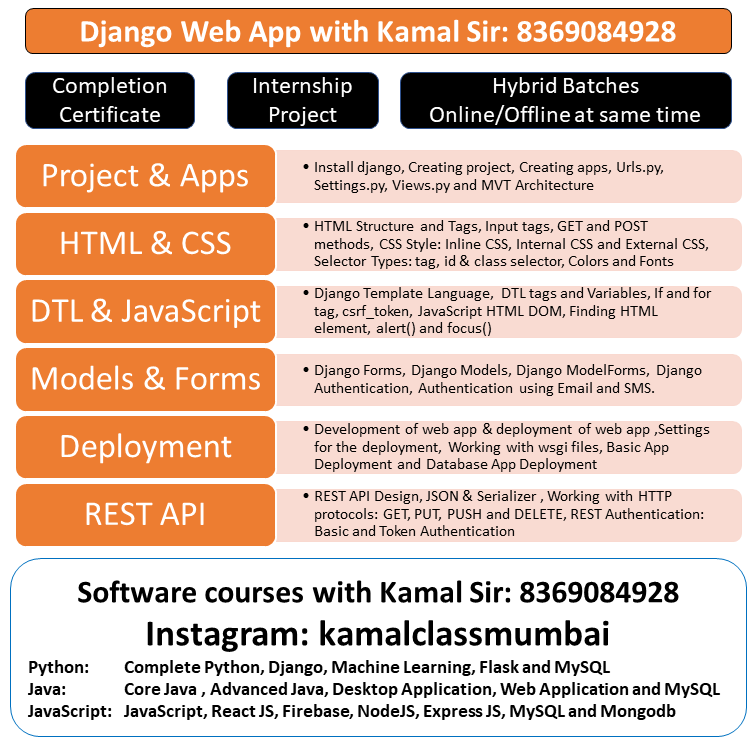 Django Web App with Kamal Sir: 8369084928
Completion
Certificate
Internship
Project
Hybrid Batches
Online/Offline at same time
Project & Apps
• Install django, Creating project, Creating apps, Urls.py,
Settings.py, Views.py and MVT Architecture
HTML & CSS
• HTML Structure and Tags, Input tags, GET and POST
methods, CSS Style: Inline CSS, Internal CSS and External CSS,
Selector Types: tag, id & class selector, Colors and Fonts
DTL & JavaScript
• Django Template Language, DTL tags and Variables, If and for
tag, csrf_token, JavaScript HTML DOM, Finding HTML
element, alert() and focus()
Models & Forms
• Django Forms, Django Models, Django ModelForms, Django
Authentication, Authentication using Email and SMS.
Deployment
• Development of web app & deployment of web app ,Settings
for the deployment, Working with wsgi files, Basic App
Deployment and Database App Deployment
REST API
• REST API Design, JSON & Serializer , Working with HTTP
protocols: GET, PUT, PUSH and DELETE, REST Authentication:
Basic and Token Authentication
Software courses with Kamal Sir: 8369084928
Instagram: kamalclassmumbai
Python: Complete Python, Django, Machine Learning, Flask and MySQL
Java: Core Java , Advanced Java, Desktop Application, Web Application and MySQL
JavaScript: JavaScript, React JS, Firebase, NodeJS, Express JS, MySQL and Mongodb